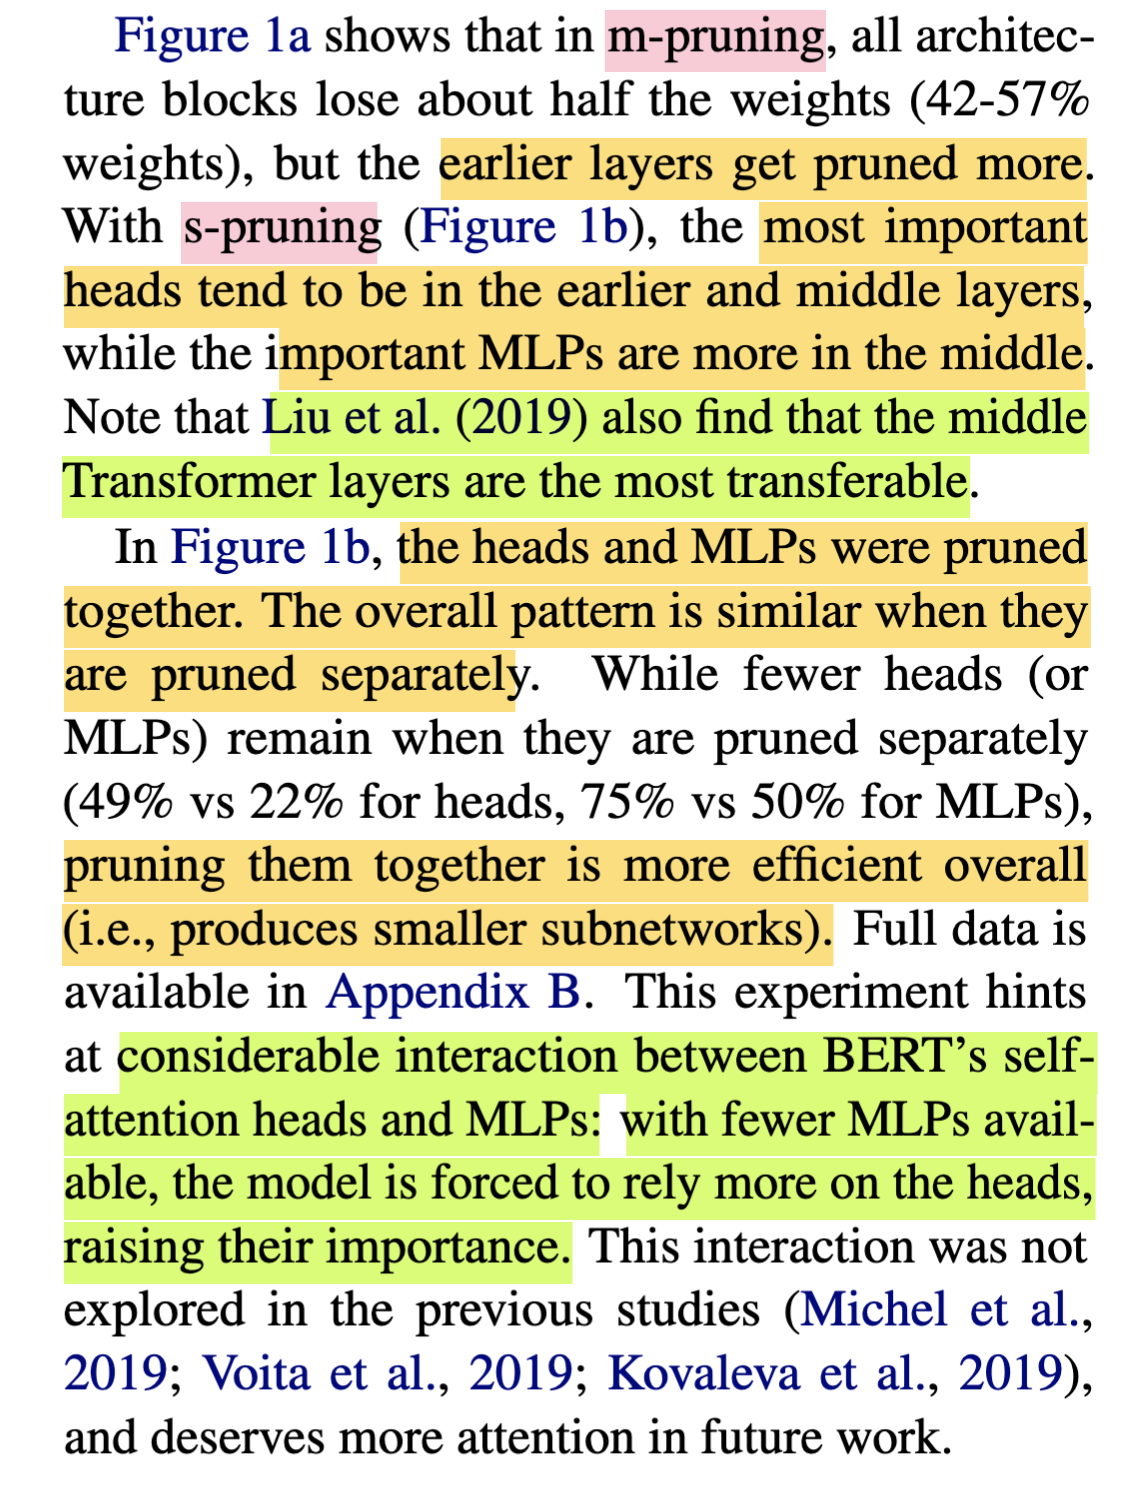 Figure 1a shows that in m-pruning, all architec-
ture blocks lose about half the weights (42-57%
weights), but the earlier layers get pruned more.
With s-pruning (Figure 1b), the most important
heads tend to be in the earlier and middle layers,
while the important MLPs are more in the middle.
Note that Liu et al. (2019) also find that the middle
Transformer layers are the most transferable.
In Figure 1b, the heads and MLPs were pruned
together. The overall pattern is similar when they
are pruned separately. While fewer heads (or
MLPs) remain when they are pruned separately
(49% vs 22% for heads, 75% vs 50% for MLPs),
pruning them together is more efficient overall
(i.e., produces smaller subnetworks). Full data is
available in Appendix B. This experiment hints
at considerable interaction between BERT’s self-
attention heads and MLPs: with fewer MLPs avail-
able, the model is forced to rely more on the heads,
raising their importance. This interaction was not
explored in the previous studies (Michel et al.,
2019; Voita et al., 2019; Kovaleva et al., 2019),
and deserves more attention in future work.